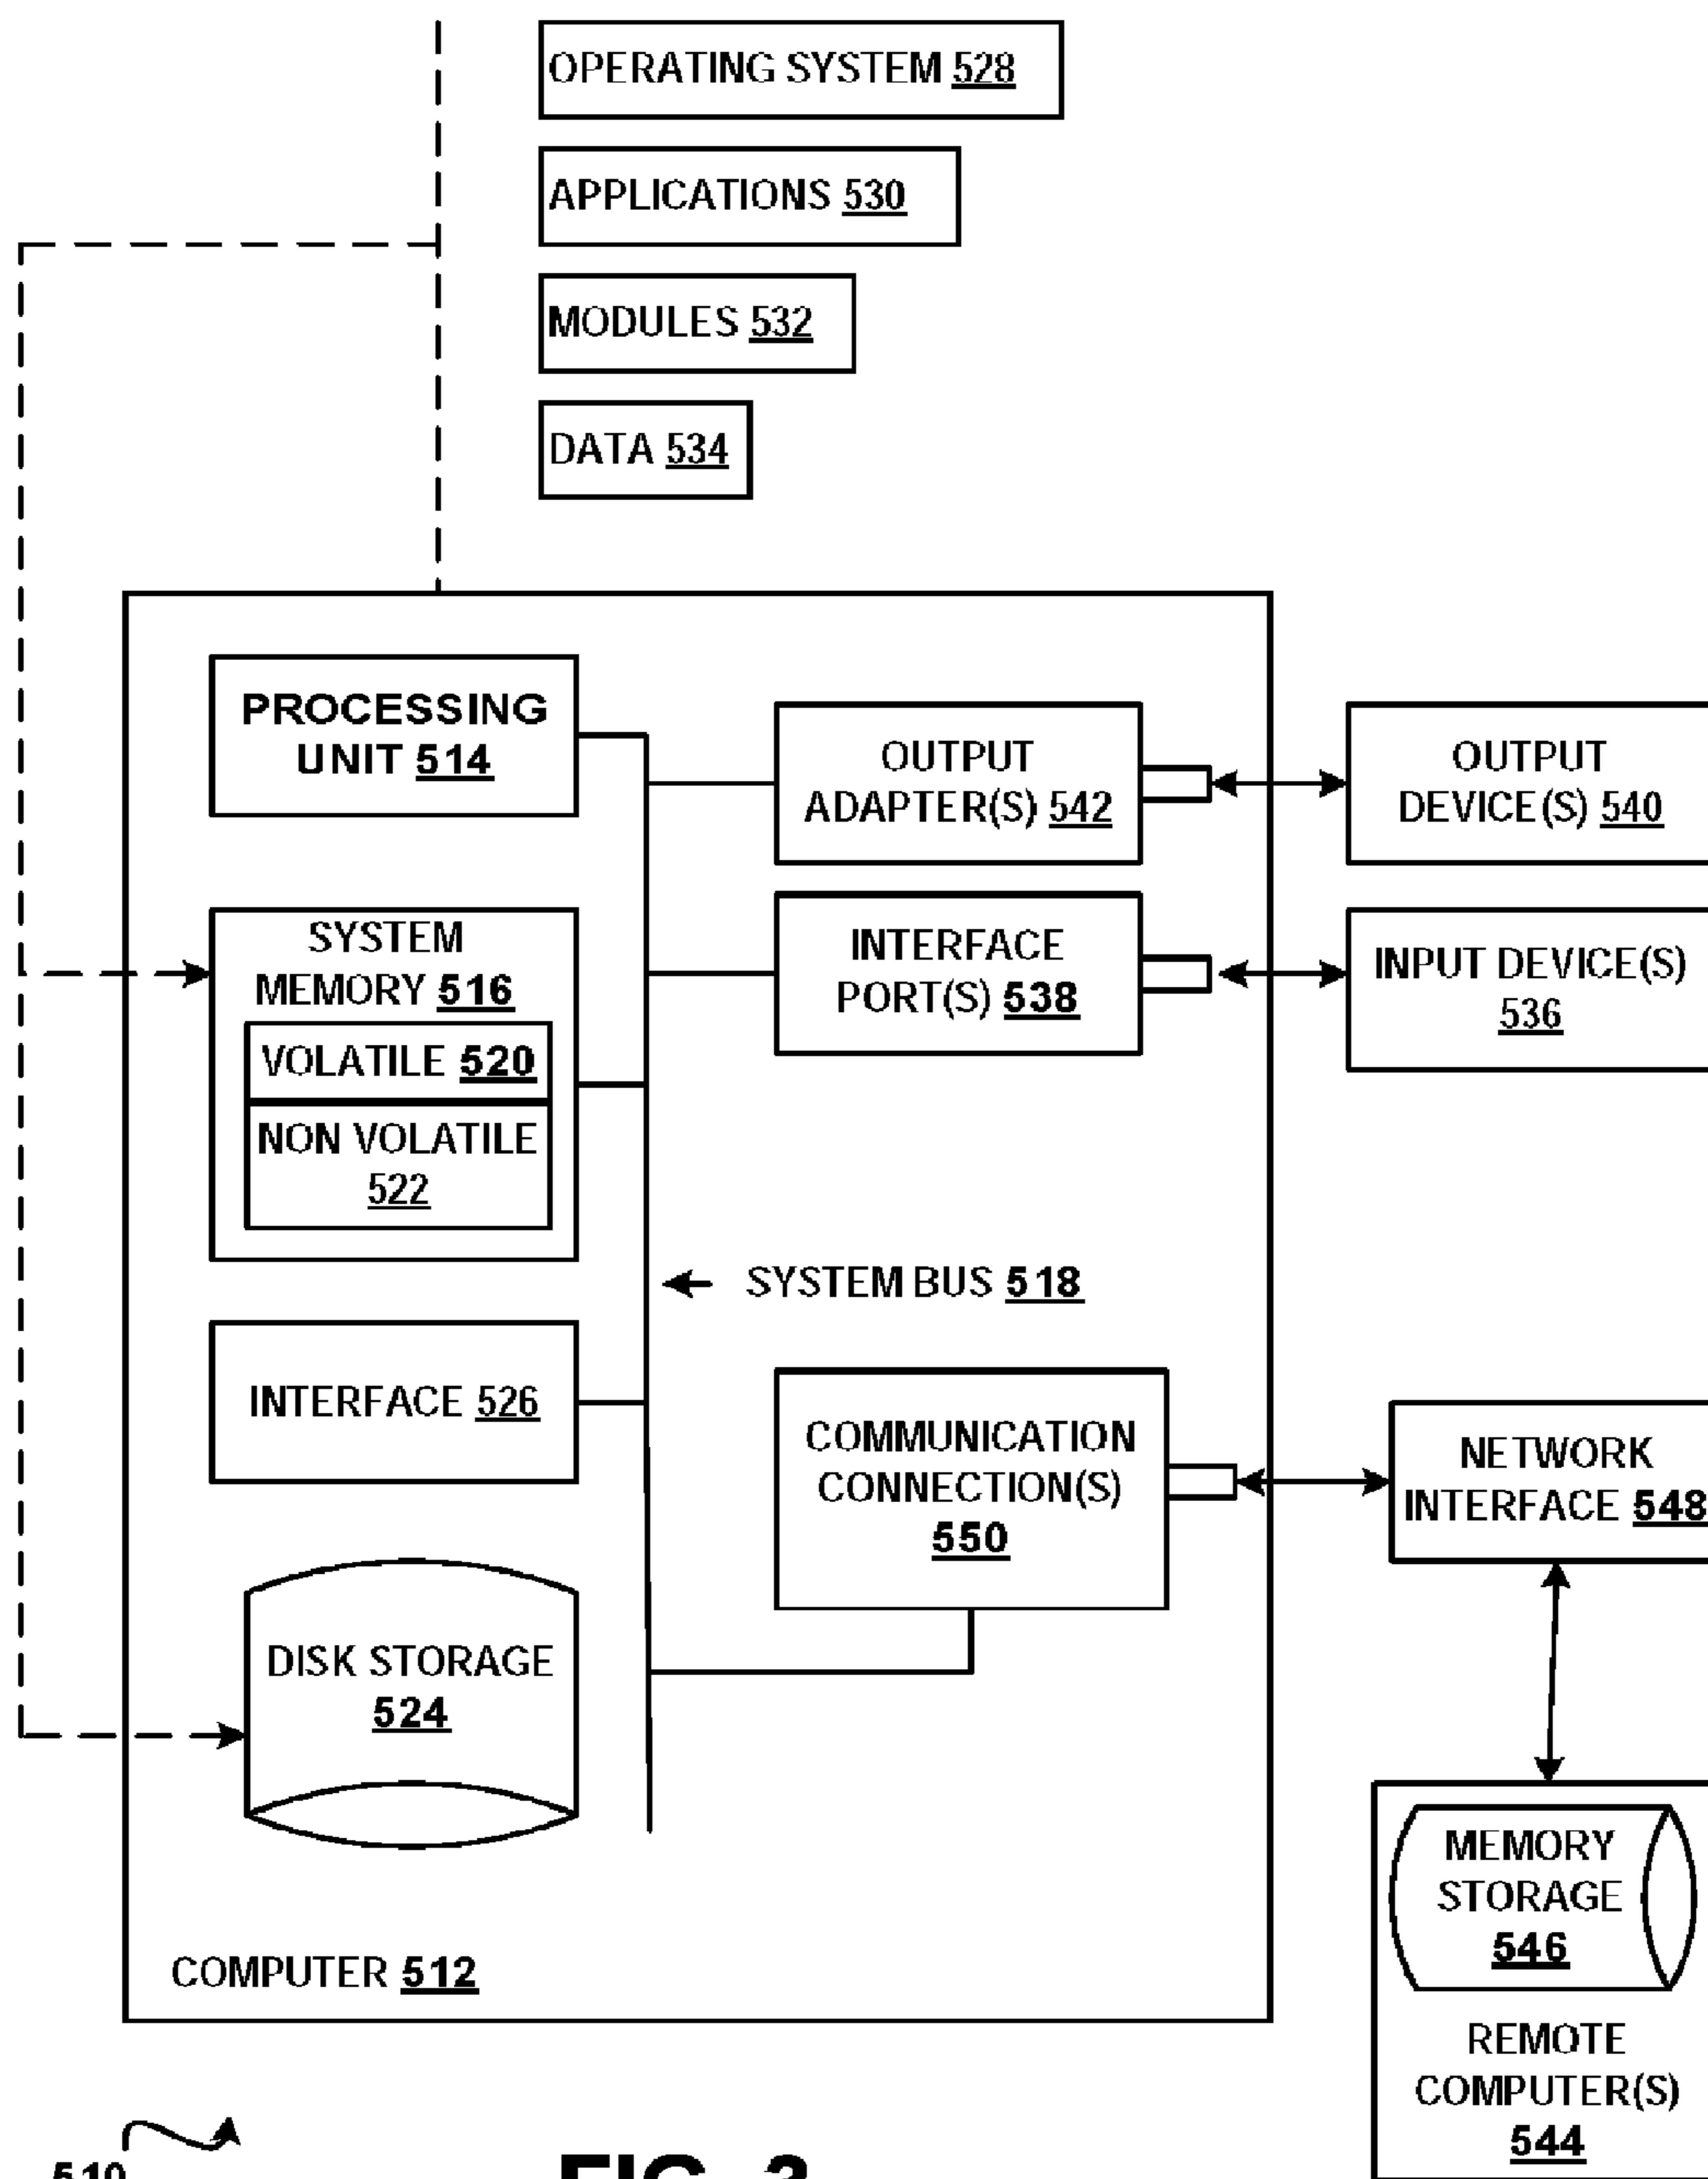 OPERATING SYSTEM 528
APPLICATIONS 530
MODULES 532
DATA 534
PROCESSING
UNIT 514
OUTPUT
ADAPTER(S) 542
OUTPUT
DEVICE(S) 540
SYSTEM
MEMORY 516
VOLATILE 520
NON VOLATILE
522
INTERFACE
PORT(S) 538
INPUT DEVICE(S)
536
SYSTEM BUS 518
INTERFACE 526
COMMUNICATION
CONNECTION(S)
550
NETWORK
INTERFACE 548
DISK STORAGE
524
MEMORY
STORAGE
546
REMOTE
COMPUTER(S)
544
COMPUTER 512
510
FIG. 3